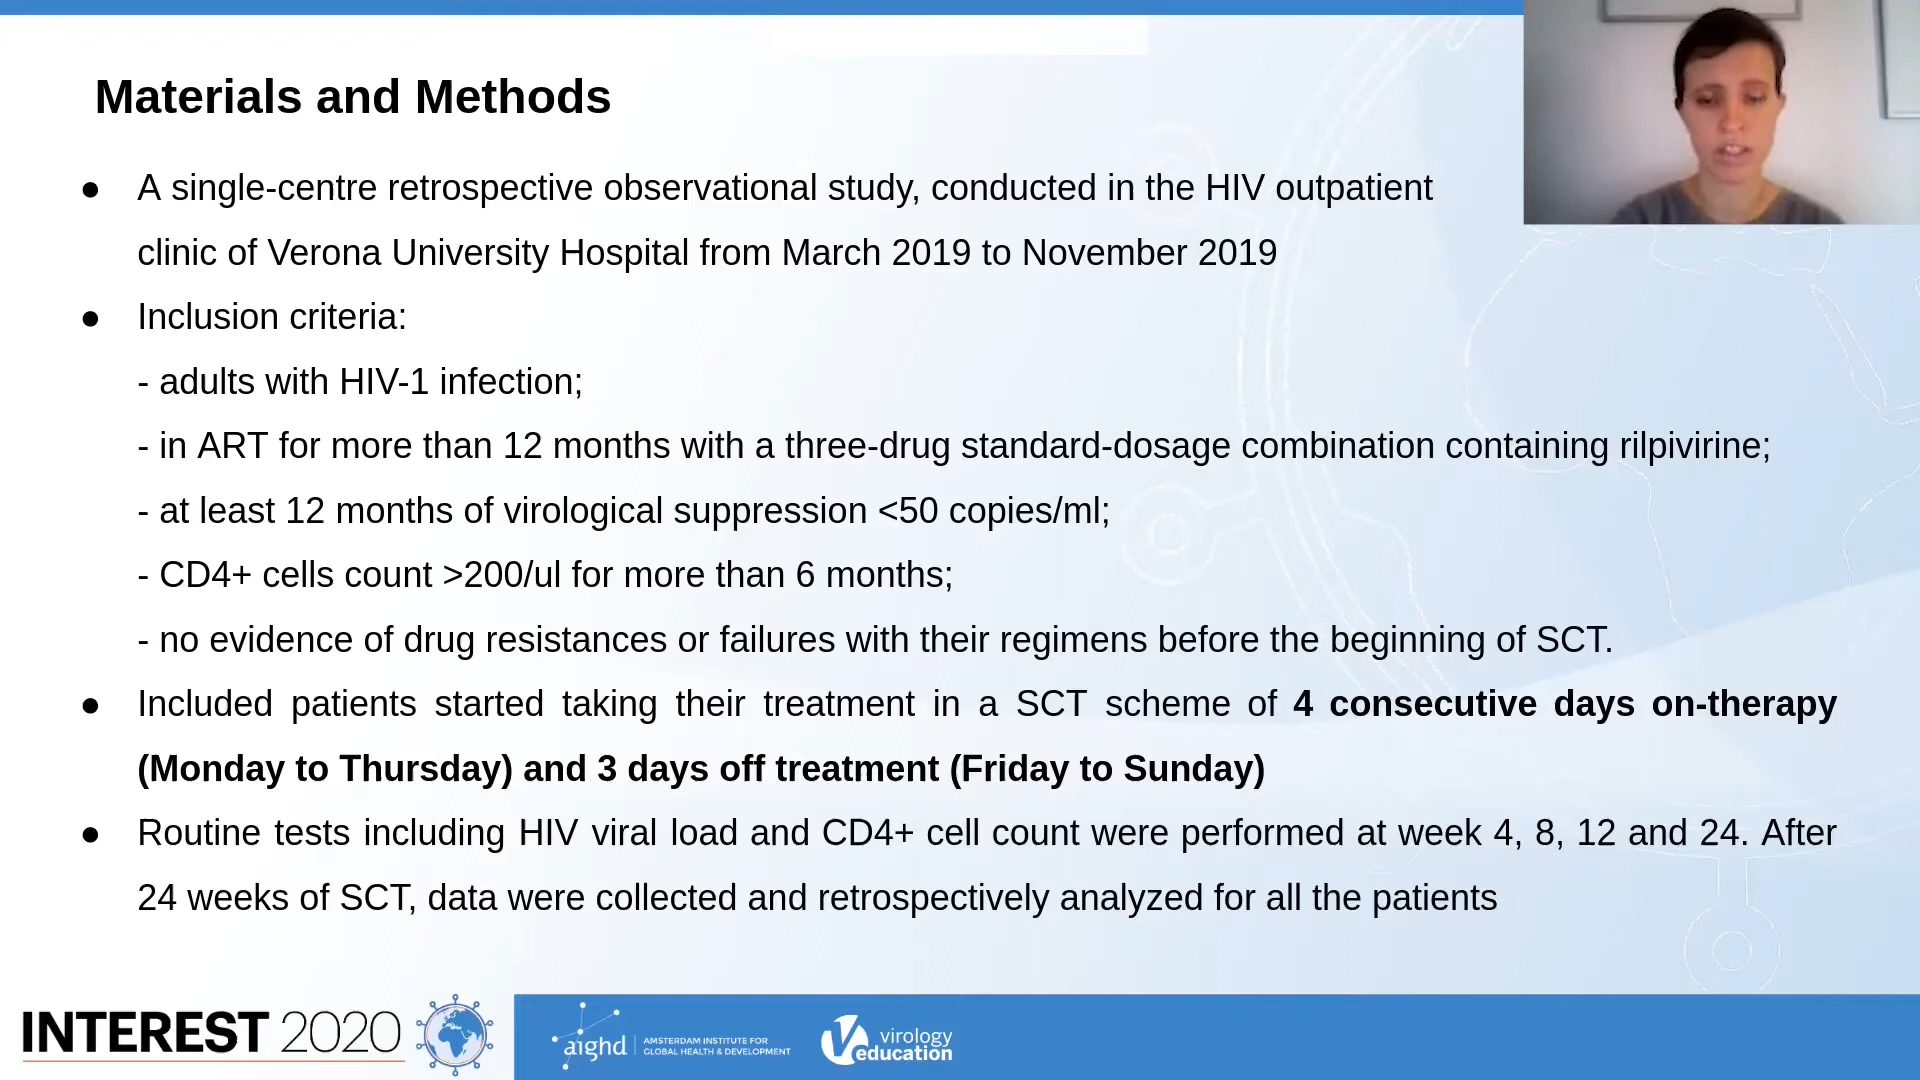 Materials and Methods
● A single-centre retrospective observational study, conducted in the HIV outpatient
clinic of Verona University Hospital from March 2019 to November 2019
● Inclusion criteria:
- adults with HIV-1 infection;
- in ART for more than 12 months with a three-drug standard-dosage combination containing rilpivirine;
- at least 12 months of virological suppression <50 copies/ml;
- CD4+ cells count >200/ul for more than 6 months;
- no evidence of drug resistances or failures with their regimens before the beginning of SCT.
● Included patients started taking their treatment in a SCT scheme of 4 consecutive days on-therapy
(Monday to Thursday) and 3 days off treatment (Friday to Sunday)
● Routine tests including HIV viral load and CD4+ cell count were performed at week 4, 8, 12 and 24. After
24 weeks of SCT, data were collected and retrospectively analyzed for all the patients
INTEREST 2020
aighd
AMSTERDAM INSTITUTE FOR
GLOBAL HEALTH & DEVELOPMENT
virology
education